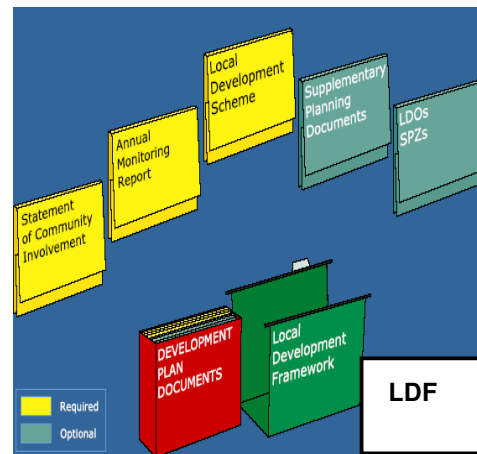 Local
Development
Scheme
Supplementary
Planning
Documents
LDOs
SPZs
Annual
Monitoring
Report
Statement
of Community
Involvement
DEVELOPMENT
PLAN
DOCUMENTS
Local
Development
Framework
LDF
Required
Optional